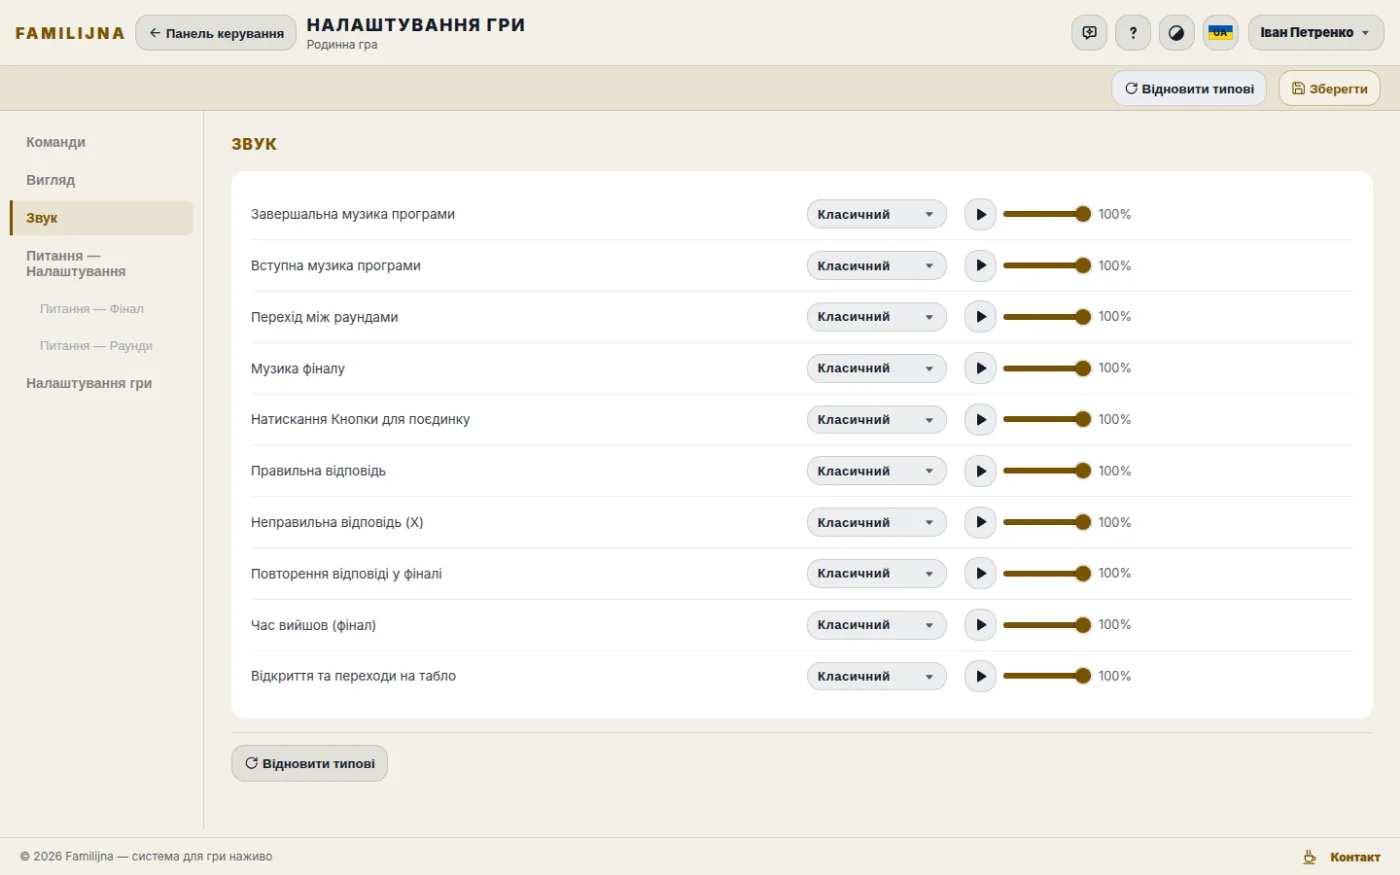 FAMILIJNA
Панель керування
НАЛАШТУВАННЯ ГРИ
Родинна гра
?
UA
Іван Петренко
Відновити типові
Зберегти
Команди
Вигляд
Звук
Питання —
Налаштування
Питання — Фінал
Питання — Раунди
Налаштування гри
ЗВУК
Завершальна музика програми Класичний 100%
Вступна музика програми Класичний 100%
Перехід між раундами Класичний 100%
Музика фіналу Класичний 100%
Натискання Кнопки для поєдинку Класичний 100%
Правильна відповідь Класичний 100%
Неправильна відповідь (X) Класичний 100%
Повторення відповіді у фіналі Класичний 100%
Час вийшов (фінал) Класичний 100%
Відкриття та переходи на табло Класичний 100%
Відновити типові
© 2026 Familijna — система для гри наживо
Контакт